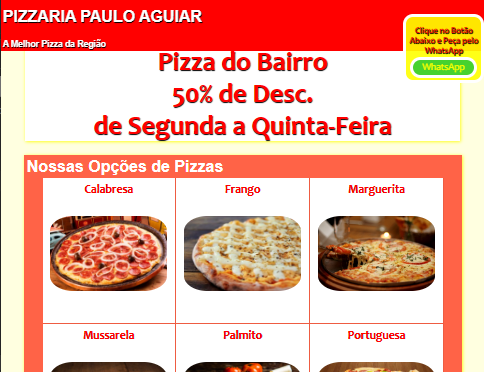 PIZZARIA PAULO AGUIAR
A Melhor Pizza da Região
Clique no Botão
Abaixo e Peça pelo
WhatsApp
WhatsApp
Pizza do Bairro
50% de Desc.
de Segunda a Quinta-Feira
Nossas Opções de Pizzas
Calabresa
Frango
Marguerita
Mussarela
Palmito
Portuguesa